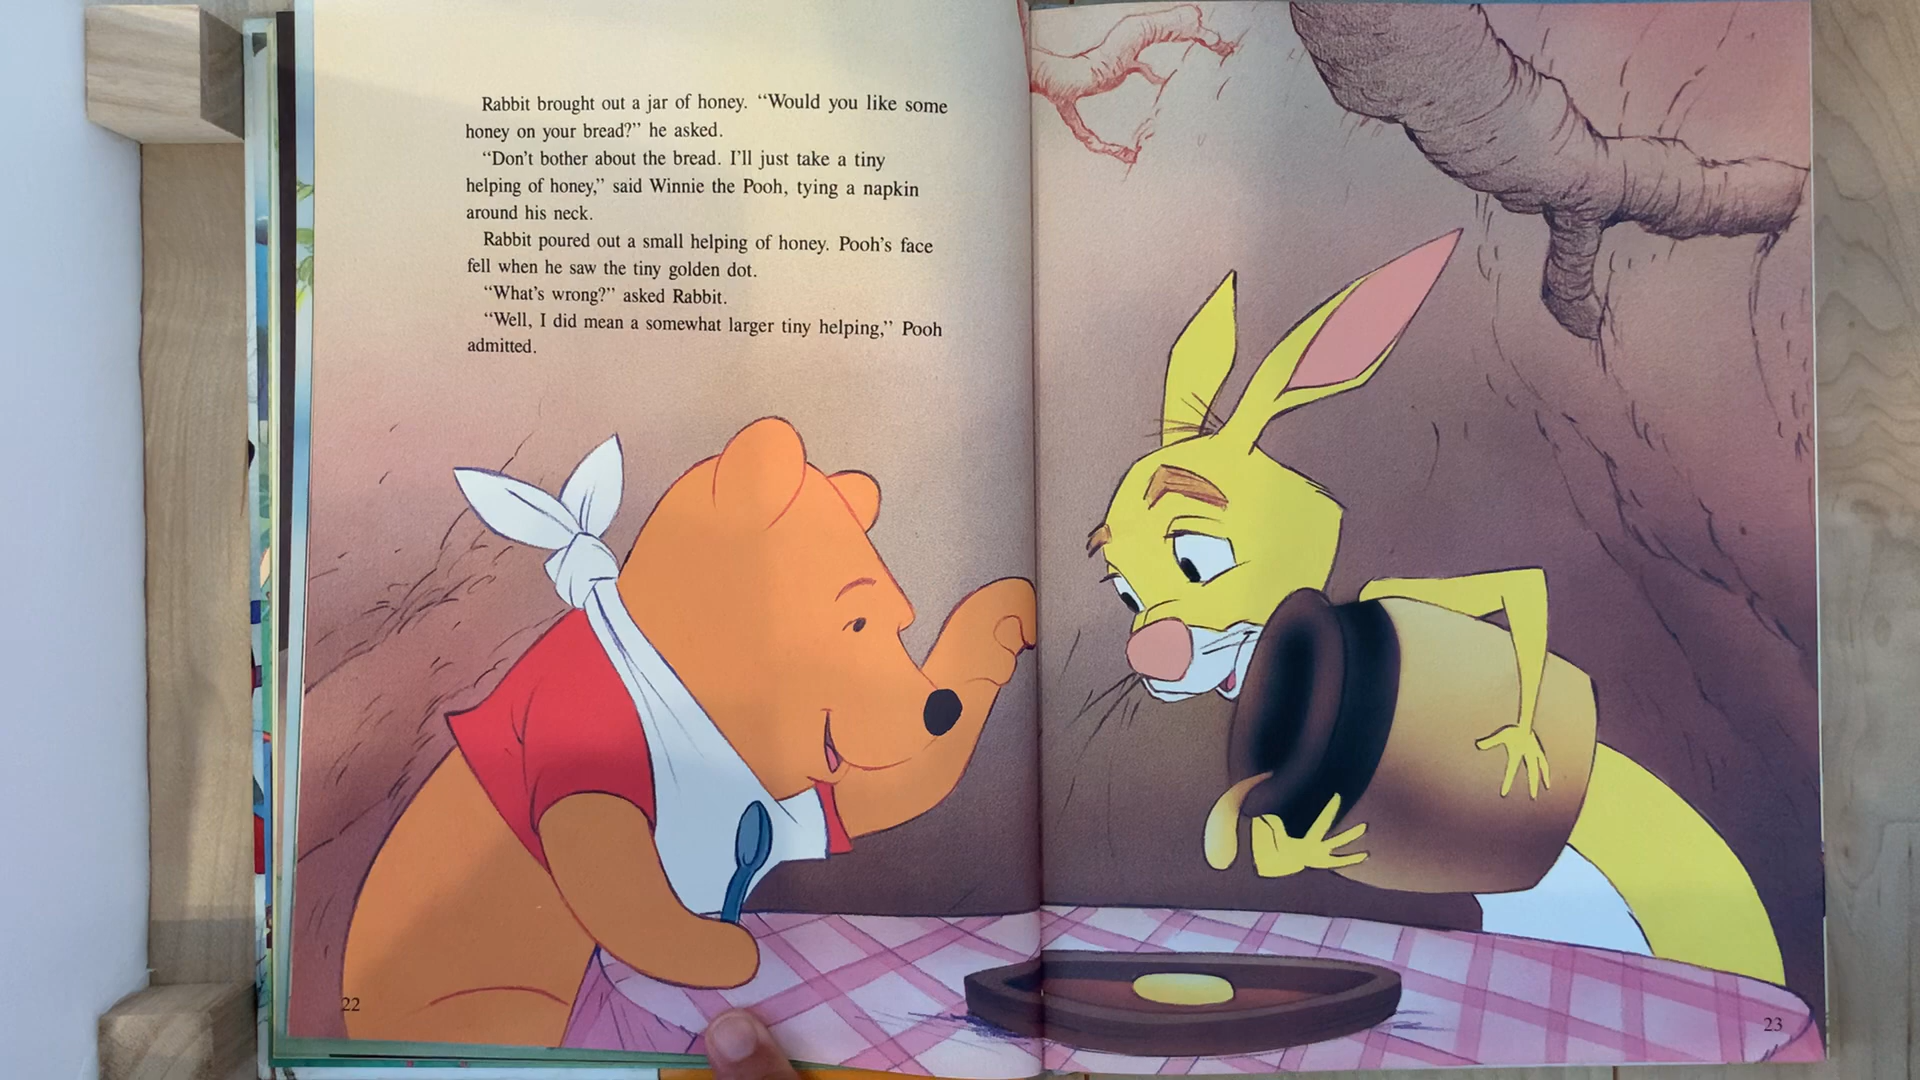 Rabbit brought out a jar of honey. “Would you like some
honey on your bread?” he asked.
“Don’t bother about the bread. I’ll just take a tiny
helping of honey,” said Winnie the Pooh, tying a napkin
around his neck.
Rabbit poured out a small helping of honey. Pooh’s face
fell when he saw the tiny golden dot.
“What’s wrong?” asked Rabbit.
“Well, I did mean a somewhat larger tiny helping,” Pooh
admitted.
22
23